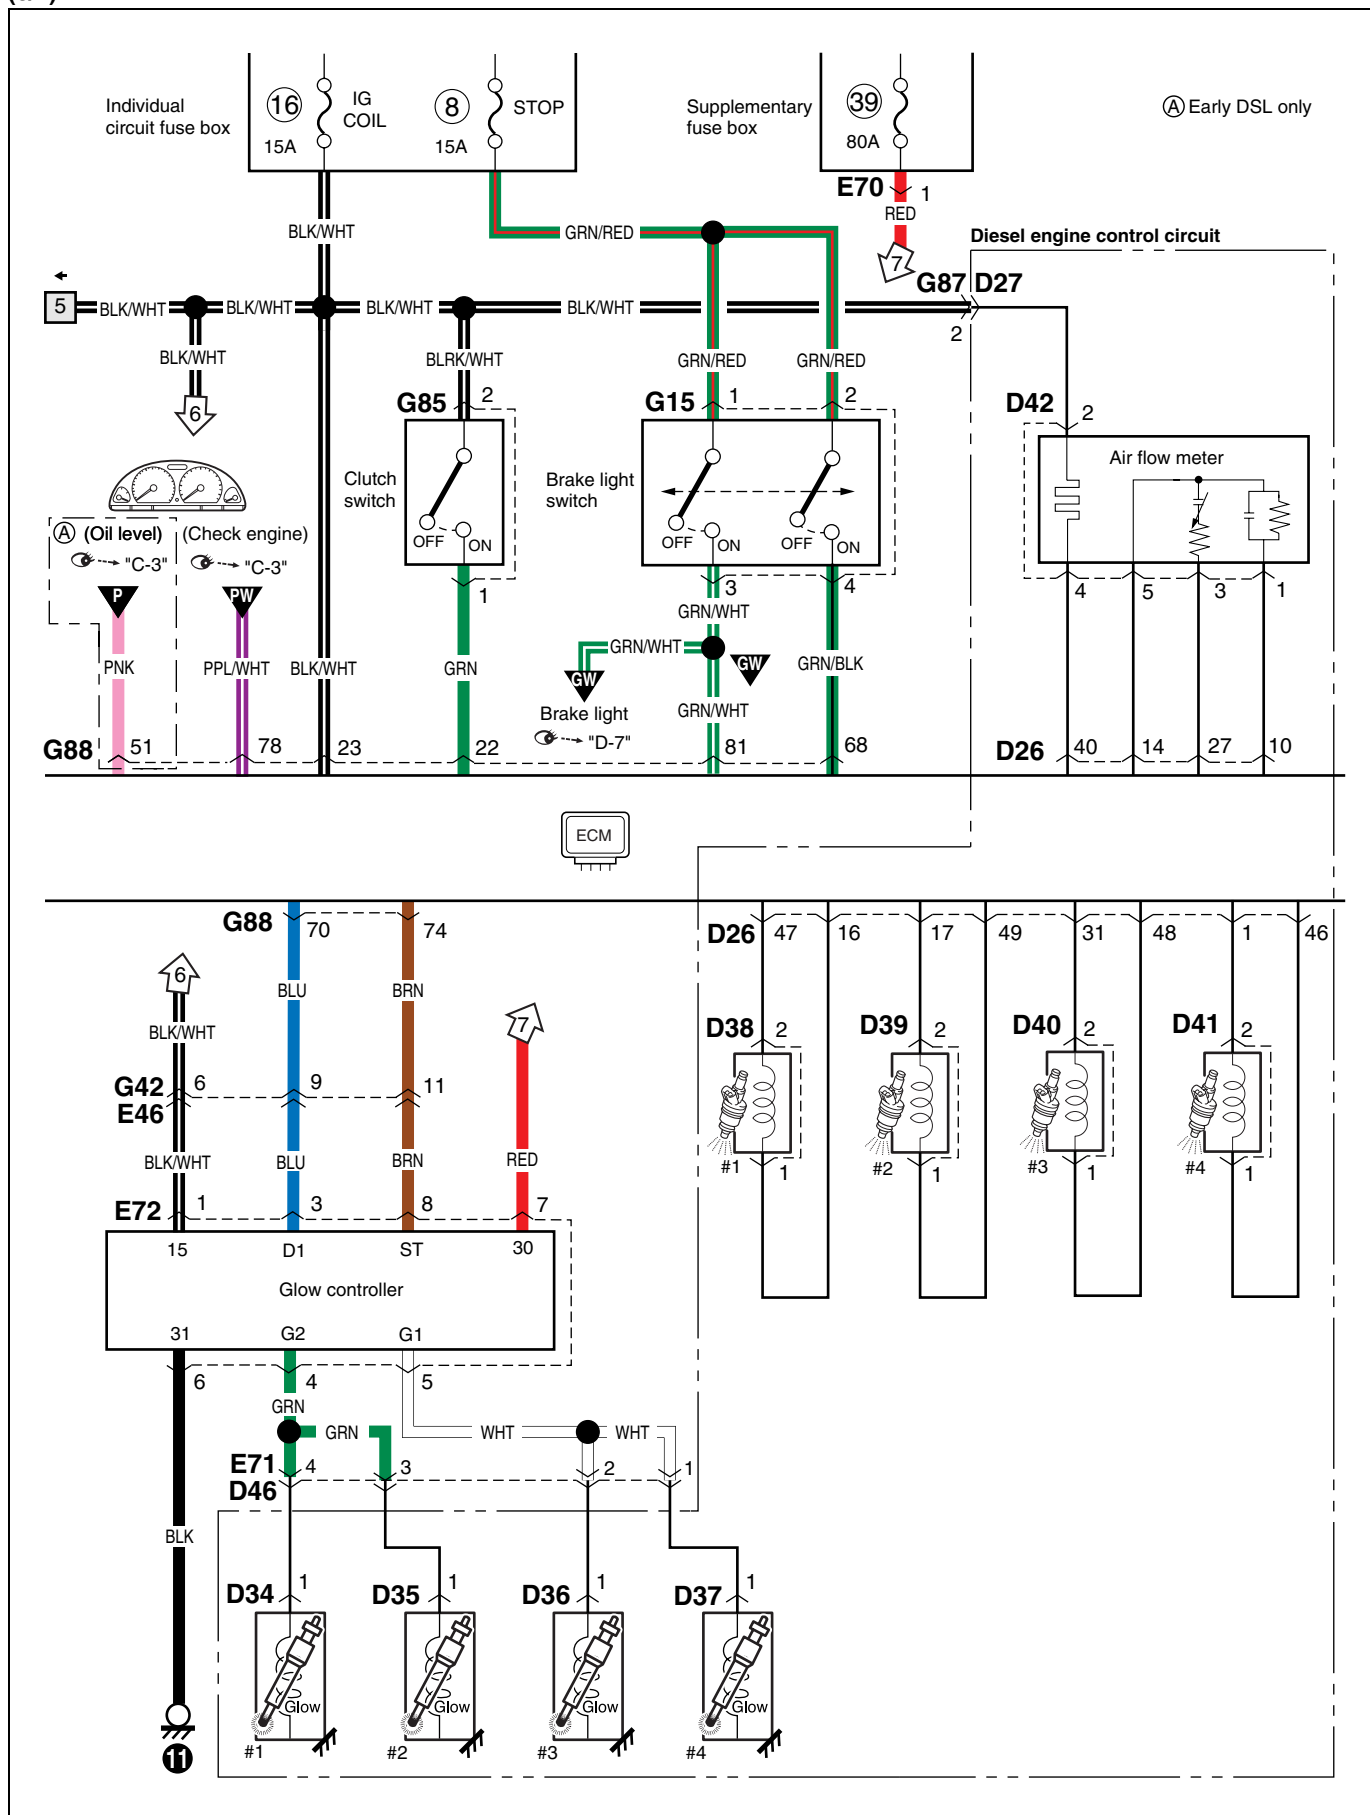 Individual
circuit fuse box
16
15A
IG
COIL
8
15A
STOP
Supplementary
fuse box
39
80A
Ⓐ Early DSL only
E70
1
RED
7
BLK/WHT
GRN/RED
Diesel engine control circuit
G87 D27
2
5
BLK/WHT
BLK/WHT
BLK/WHT
BLK/WHT
BLK/WHT
6
BLRK/WHT
GRN/RED
GRN/RED
G85
2
G15
1
2
D42
2
Clutch
switch
OFF
ON
Brake light
switch
OFF
ON
OFF
ON
Air flow meter
Ⓐ (Oil level)
"C-3"
P
(Check engine)
"C-3"
PW
1
3
4
4
5
3
1
GRN/WHT
GRN/WHT
GW
GW
Brake light
"D-7"
PNK
PPL/WHT
BLK/WHT
GRN
GRN/BLK
GRN/WHT
G88
51
78
23
22
81
68
D26
40
14
27
10
ECM
G88
70
74
D26
47
16
17
49
31
48
1
46
6
BLU
BRN
BLK/WHT
7
G42
E46
6
9
11
D38
2
D39
2
D40
2
D41
2
BLK/WHT
BLU
BRN
RED
#1
1
#2
1
#3
1
#4
1
E72
1
3
8
7
15
D1
ST
30
Glow controller
31
G2
G1
6
4
5
GRN
GRN
WHT
WHT
E71
D46
4
3
2
1
BLK
D34
1
D35
1
D36
1
D37
1
Glow
Glow
Glow
Glow
#1
#2
#3
#4
11